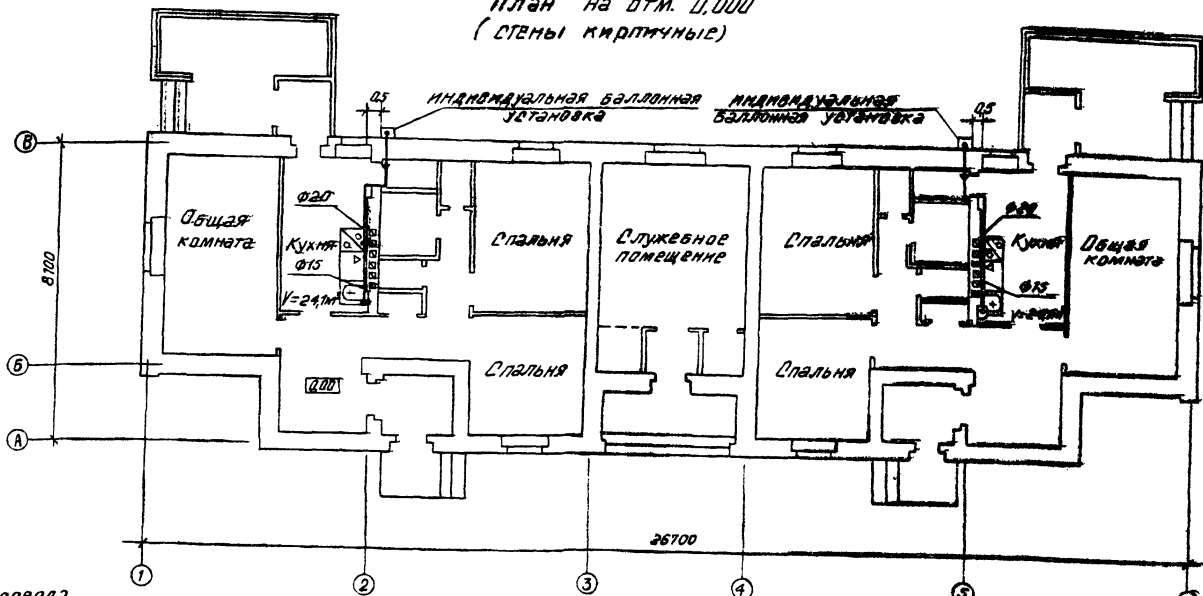 План на отм. 0,000
(стены кирпичные)
0,5
индивидуальная баллонная
установка
индивидуальная
баллонная установка
0,5
В
8100
Общая
комната
ф20
Кухня
ф15
V=24,1м³
Спальня
Служебное
помещение
Спальня
ф20
Кухня
ф15
Общая
комната
Б
0.00
Спальня
Спальня
А
26700
1
2
3
4
5